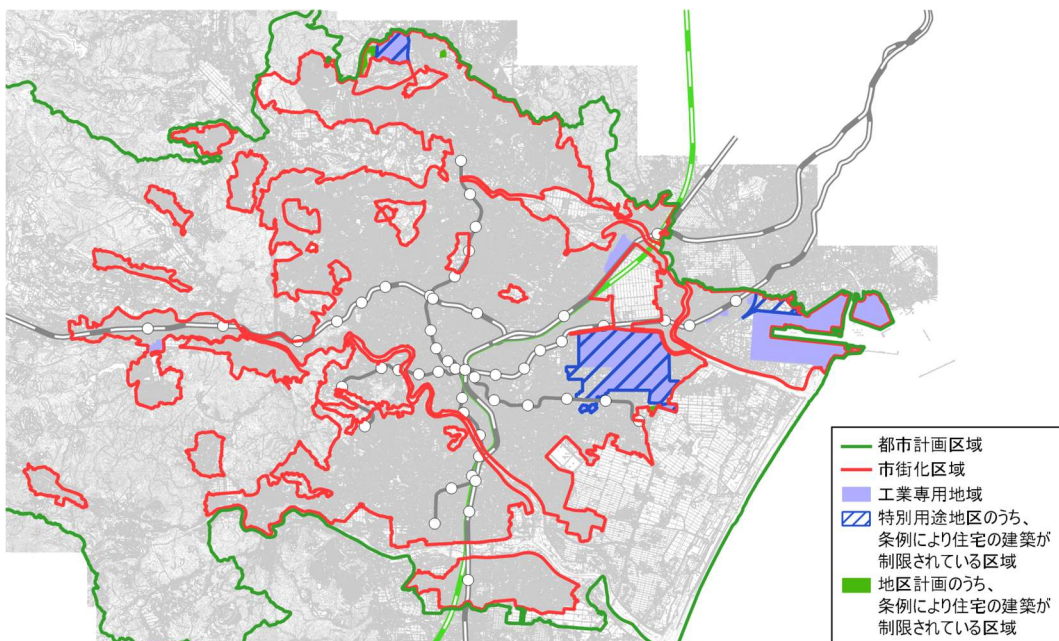 都市計画区域
市街化区域
工業専用地域
特別用途地区のうち、
条例により住宅の建築が
制限されている区域
地区計画のうち、
条例により住宅の建築が
制限されている区域